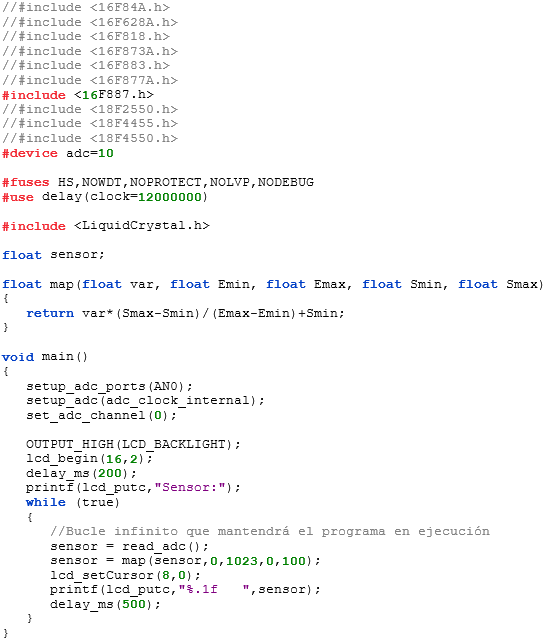 //#include <16F84A.h>
//#include <16F628A.h>
//#include <16F818.h>
//#include <16F873A.h>
//#include <16F883.h>
//#include <16F877A.h>
#include <16F887.h>
//#include <18F2550.h>
//#include <18F4455.h>
//#include <18F4550.h>
#device adc=10

#fuses HS,NOWDT,NOPROTECT,NOLVP,NODEBUG
#use delay(clock=12000000)

#include <LiquidCrystal.h>

float sensor;

float map(float var, float Emin, float Emax, float Smin, float Smax)
{
   return var*(Smax-Smin)/(Emax-Emin)+Smin;
}

void main()
{
   setup_adc_ports(AN0);
   setup_adc(adc_clock_internal);
   set_adc_channel(0);

   OUTPUT_HIGH(LCD_BACKLIGHT);
   lcd_begin(16,2);
   delay_ms(200);
   printf(lcd_putc,"Sensor:");
   while (true)
   {
      //Bucle infinito que mantendrá el programa en ejecución
      sensor = read_adc();
      sensor = map(sensor,0,1023,0,100);
      lcd_setCursor(8,0);
      printf(lcd_putc,"%.1f   ",sensor);
      delay_ms(500);
   }
}